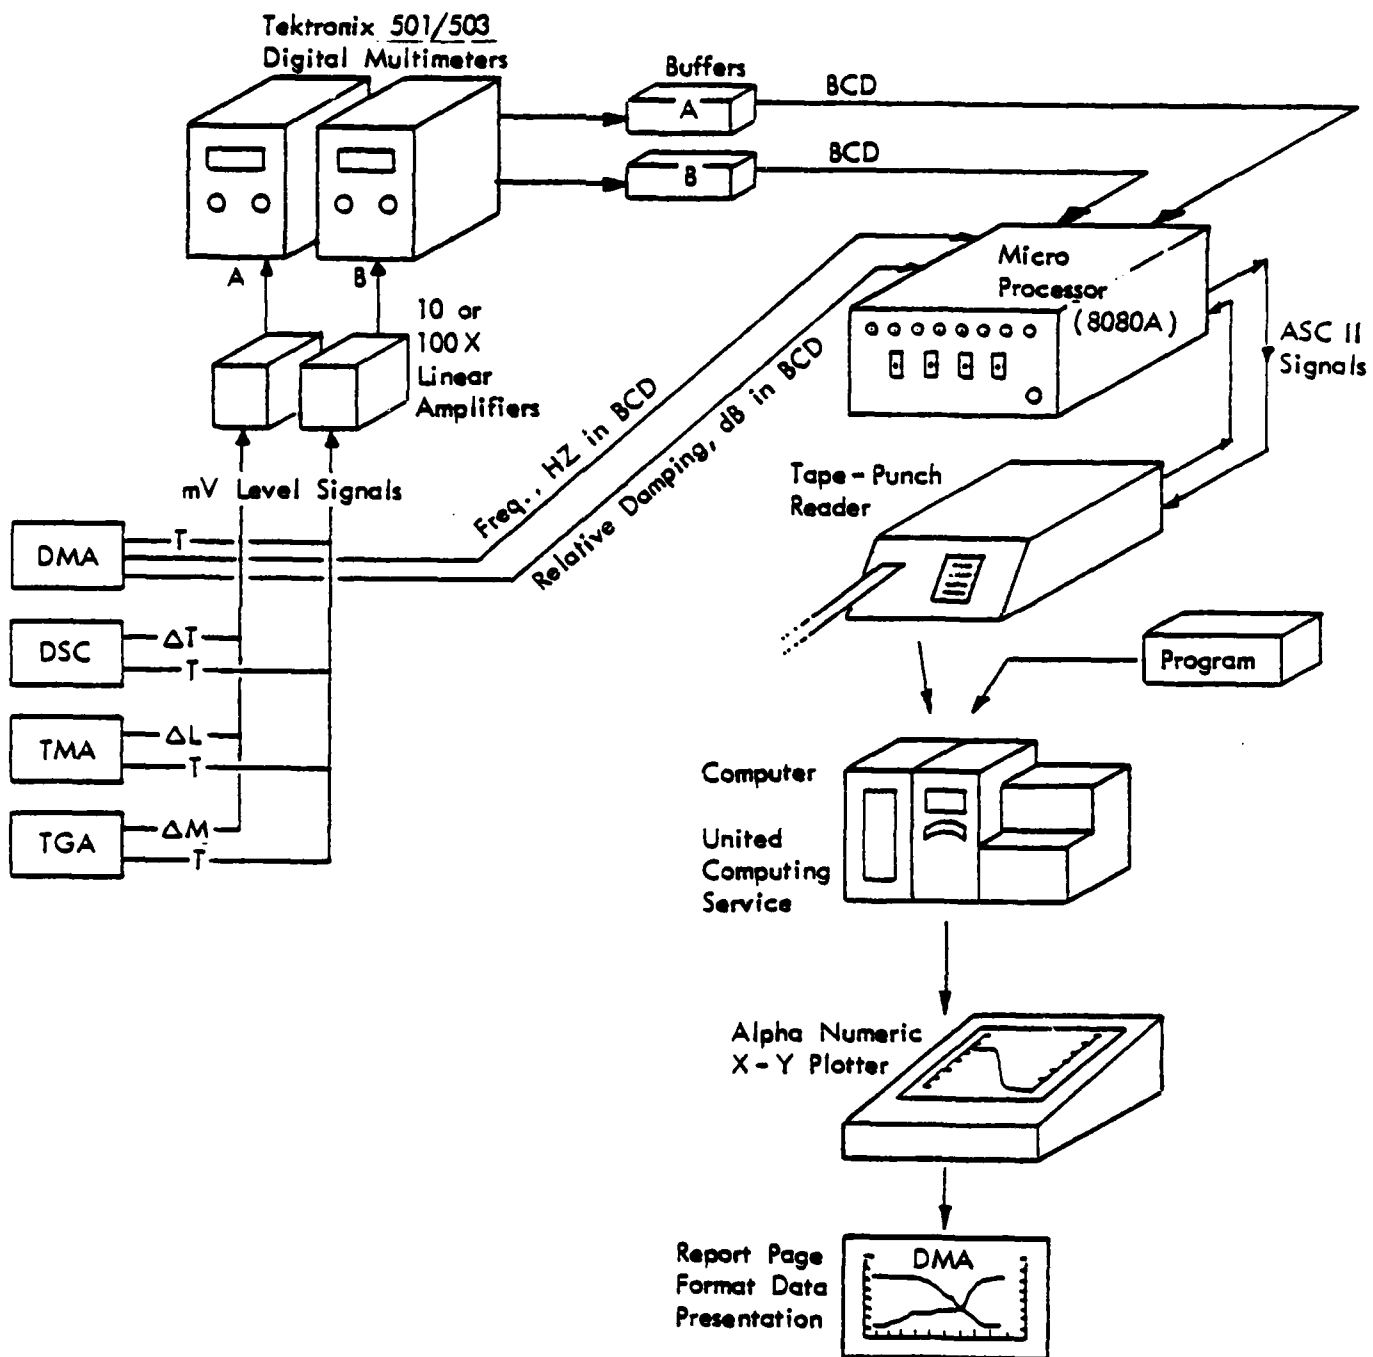 Tektronix 501/503
Digital Multimeters
Buffers
A
BCD
B
BCD
A
B
10 or
100X
Linear
Amplifiers
Micro
Processor
(8080A)
ASC II
Signals
mV Level Signals
Freq., HZ in BCD
Relative Damping, dB in BCD
Tape-Punch
Reader
DMA
T
DSC
ΔT
T
TMA
ΔL
T
TGA
ΔM
T
Program
Computer
United
Computing
Service
Alpha Numeric
X-Y Plotter
Report Page
Format Data
Presentation
DMA